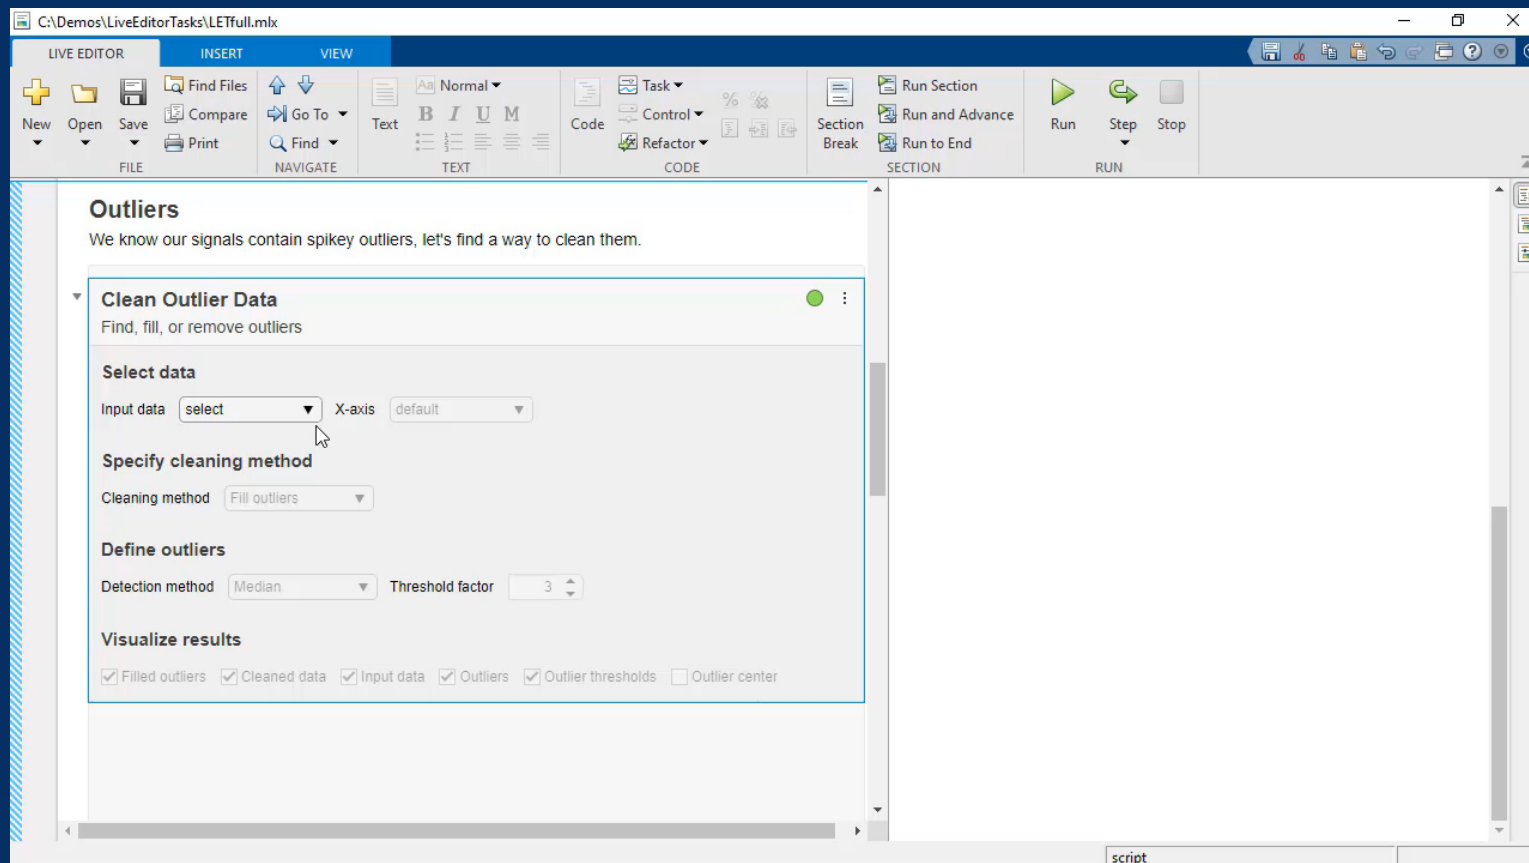 C:\Demos\LiveEditorTasks\LETfull.mlx
LIVE EDITOR INSERT VIEW
New Open Save Find Files Compare Print
FILE
Go To Find
NAVIGATE
Text Aa Normal B I U M
TEXT
Code Task Control Refactor
CODE
Section Break Run Section Run and Advance Run to End
SECTION
Run Step Stop
RUN
Outliers
We know our signals contain spikey outliers, let's find a way to clean them.
Clean Outlier Data
Find, fill, or remove outliers
Select data
Input data select X-axis default
Specify cleaning method
Cleaning method Fill outliers
Define outliers
Detection method Median Threshold factor 3
Visualize results
Filled outliers Cleaned data Input data Outliers Outlier thresholds Outlier center
script